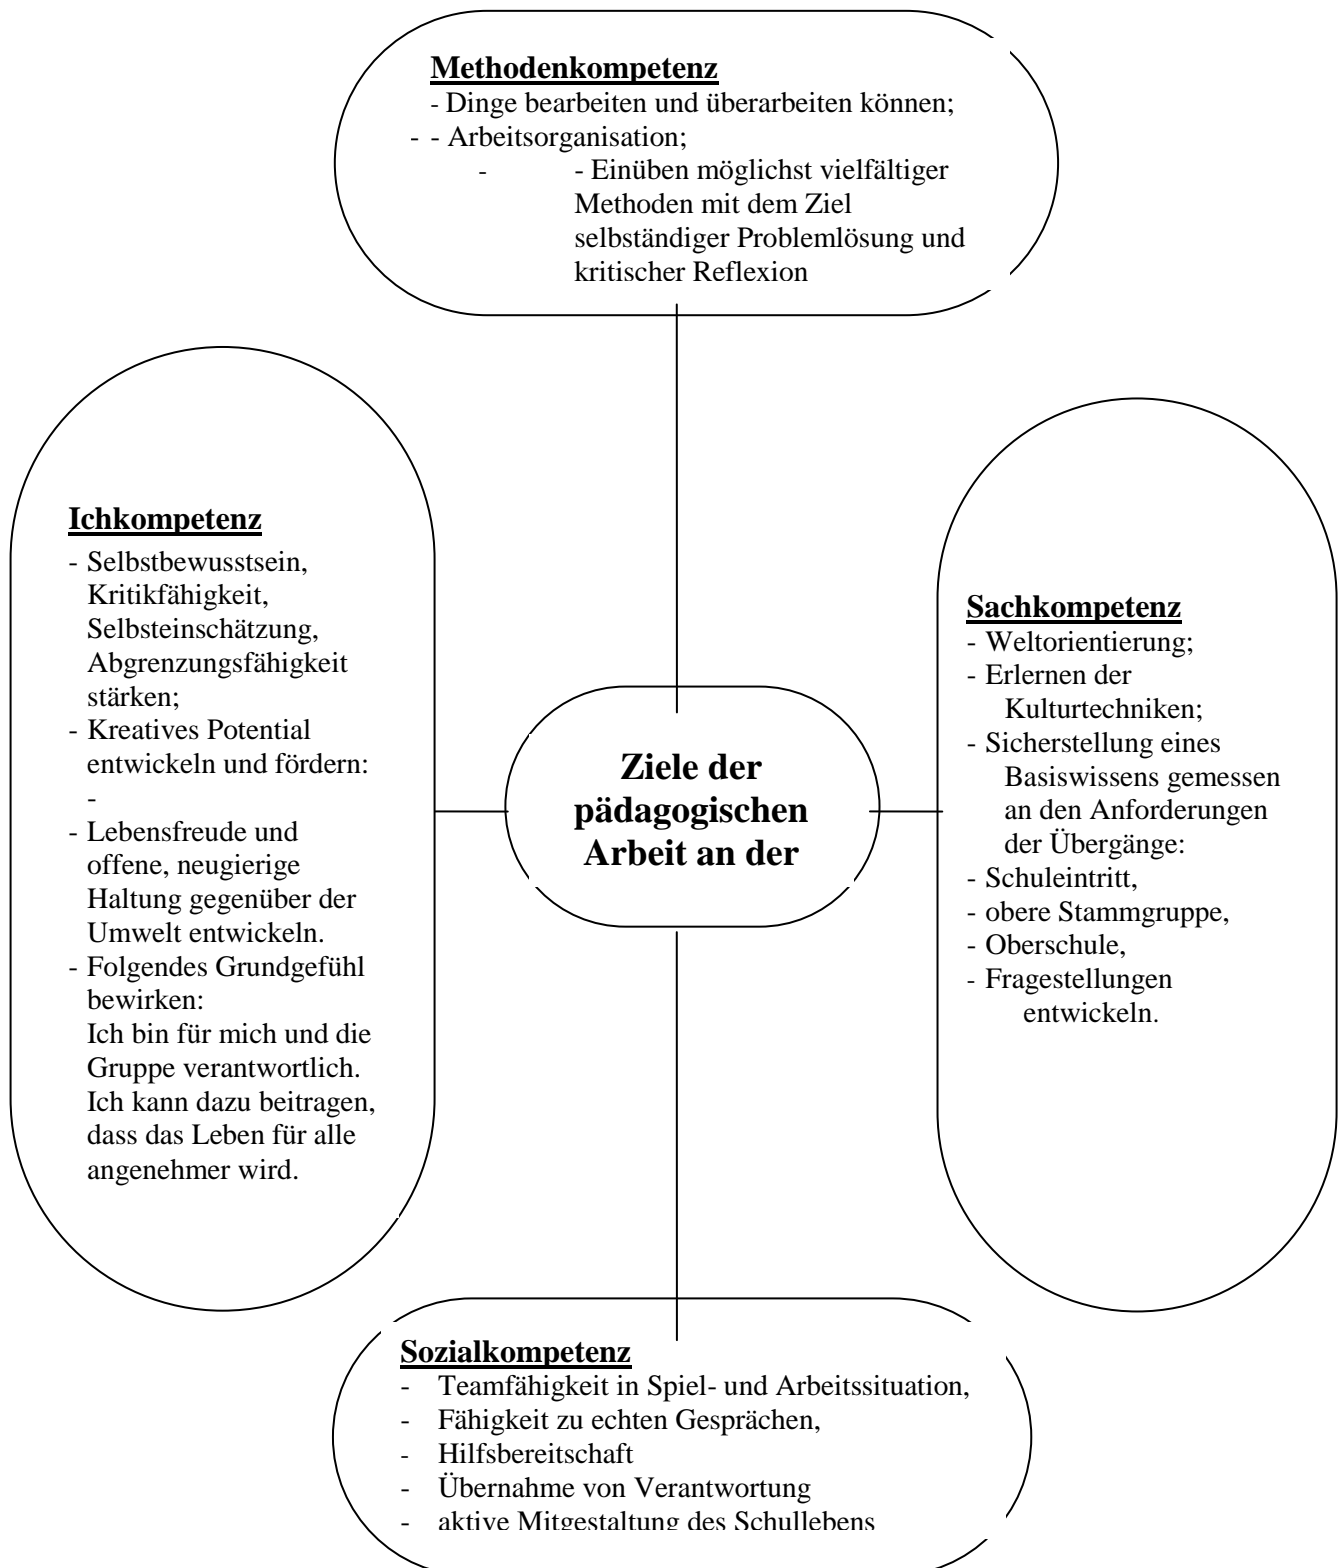 Methodenkompetenz
- Dinge bearbeiten und überarbeiten können;
- - Arbeitsorganisation;
- - Einüben möglichst vielfältiger
Methoden mit dem Ziel
selbständiger Problemlösung und
kritischer Reflexion
Ichkompetenz
- Selbstbewusstsein,
Kritikfähigkeit,
Selbsteinschätzung,
Abgrenzungsfähigkeit
stärken;
- Kreatives Potential
entwickeln und fördern:
-
- Lebensfreude und
offene, neugierige
Haltung gegenüber der
Umwelt entwickeln.
- Folgendes Grundgefühl
bewirken:
Ich bin für mich und die
Gruppe verantwortlich.
Ich kann dazu beitragen,
dass das Leben für alle
angenehmer wird.
Ziele der
pädagogischen
Arbeit an der
Sachkompetenz
- Weltorientierung;
- Erlernen der
Kulturtechniken;
- Sicherstellung eines
Basiswissens gemessen
an den Anforderungen
der Übergänge:
- Schuleintritt,
- obere Stammgruppe,
- Oberschule,
- Fragestellungen
entwickeln.
Sozialkompetenz
- Teamfähigkeit in Spiel- und Arbeitssituation,
- Fähigkeit zu echten Gesprächen,
- Hilfsbereitschaft
- Übernahme von Verantwortung
- aktive Mitgestaltung des Schullebens